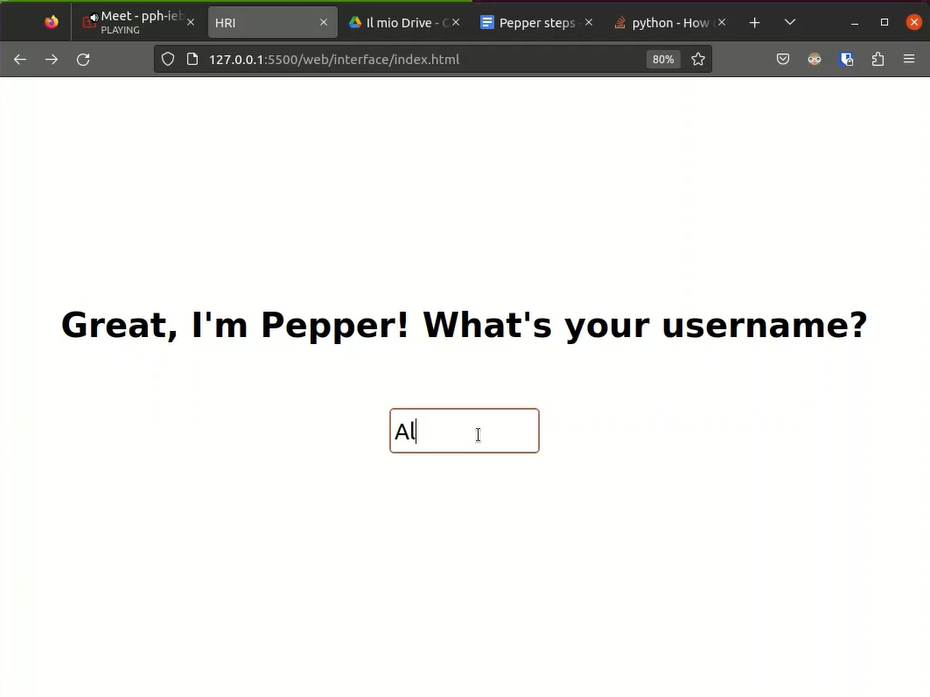 Meet - pph-ieb
PLAYING
HRI
Il mio Drive - G
Pepper steps
python - How
127.0.0.1:5500/web/interface/index.html
80%
Great, I'm Pepper! What's your username?
Al